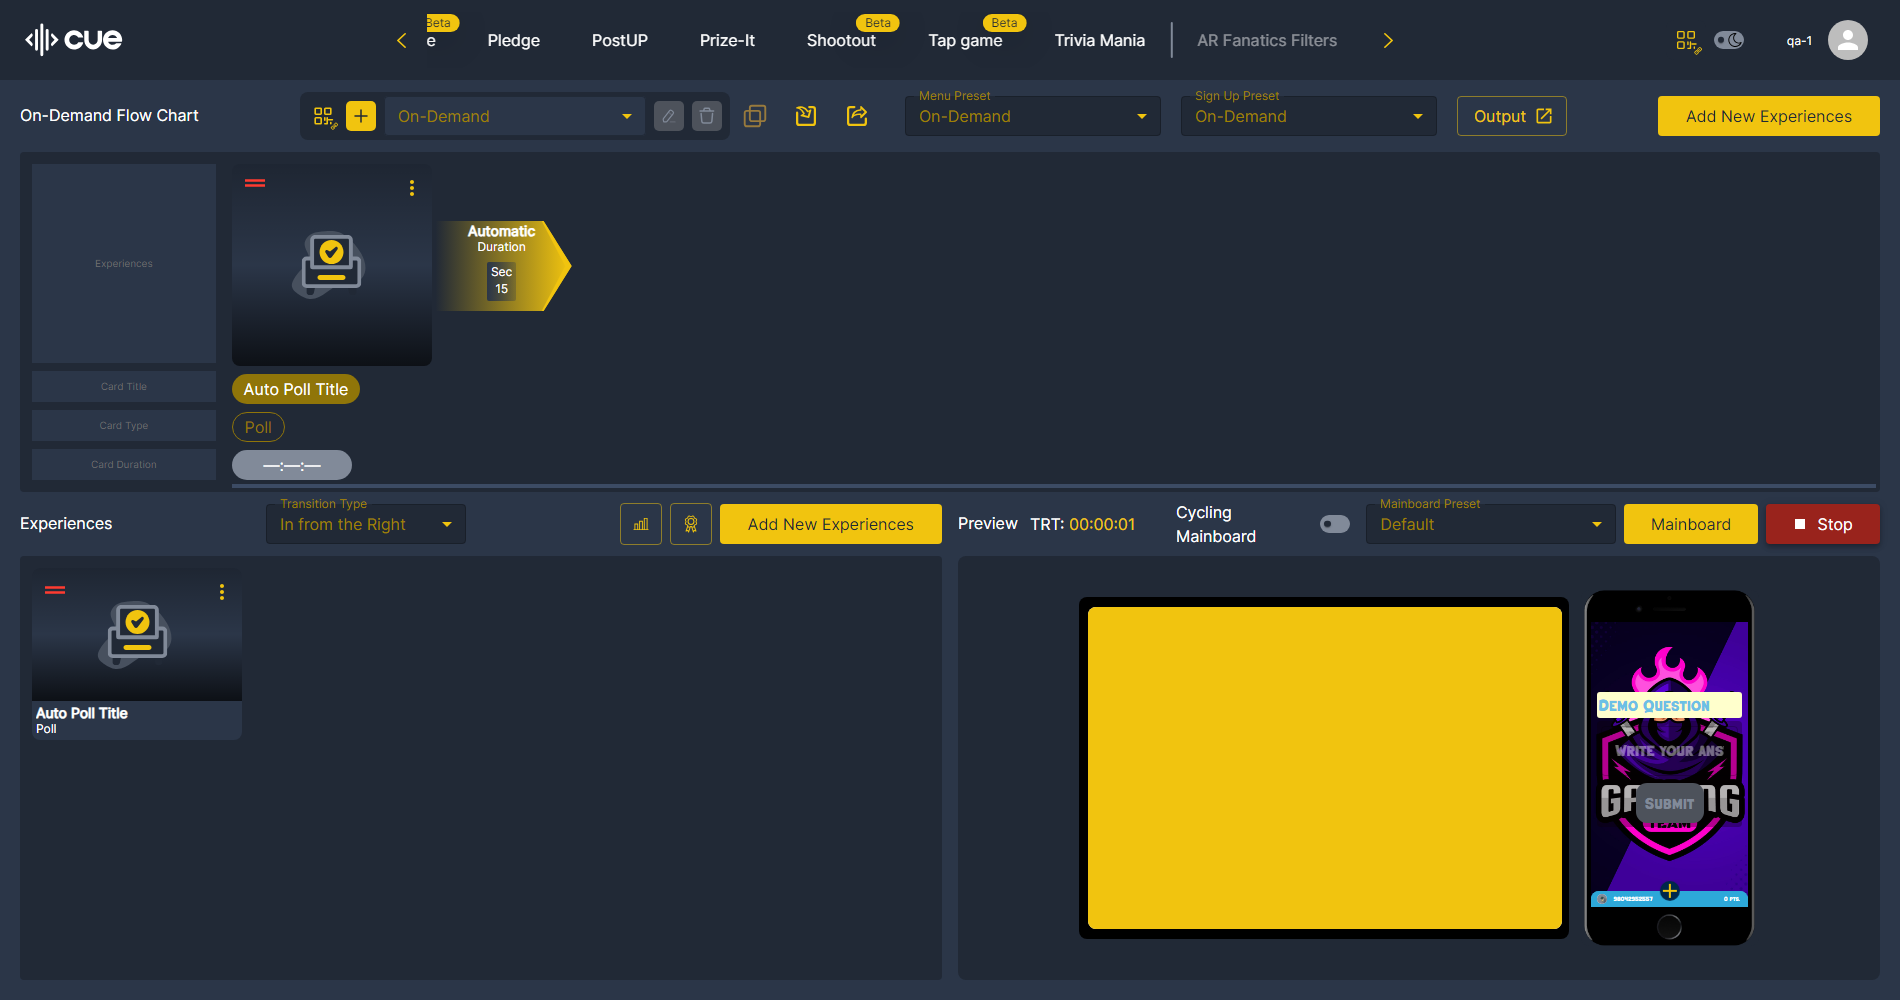 cue
e
Beta
Pledge
PostUP
Prize-It
Shootout
Beta
Tap game
Beta
Trivia Mania
AR Fanatics Filters
qa-1
On-Demand Flow Chart
On-Demand
Menu Preset
On-Demand
Sign Up Preset
On-Demand
Output
Add New Experiences
Experiences
Automatic
Duration
Sec
15
Card Title
Auto Poll Title
Card Type
Poll
Card Duration
—:—:—
Experiences
Transition Type
In from the Right
Add New Experiences
Preview
TRT: 00:00:01
Cycling
Mainboard
Mainboard Preset
Default
Mainboard
Stop
Auto Poll Title
Poll
Demo Question
Write your ans
Submit
TEAM
0 PTS.